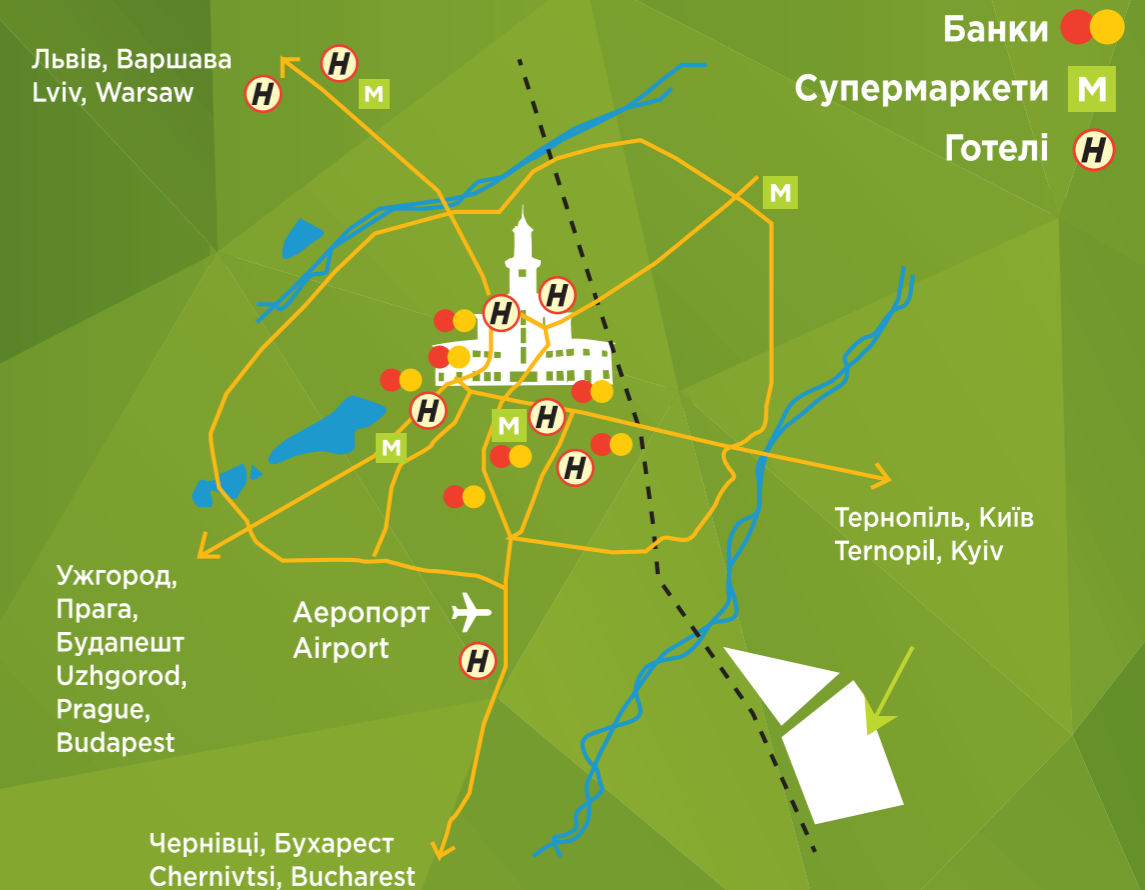 Львів, Варшава
Lviv, Warsaw
Банки
Супермаркети M
Готелі H
H
H
M
M
H
H
H
M
H
M
H
Тернопіль, Київ
Ternopil, Kyiv
Ужгород,
Прага,
Будапешт
Uzhgorod,
Prague,
Budapest
Аеропорт
Airport
H
Чернівці, Бухарест
Chernivtsi, Bucharest